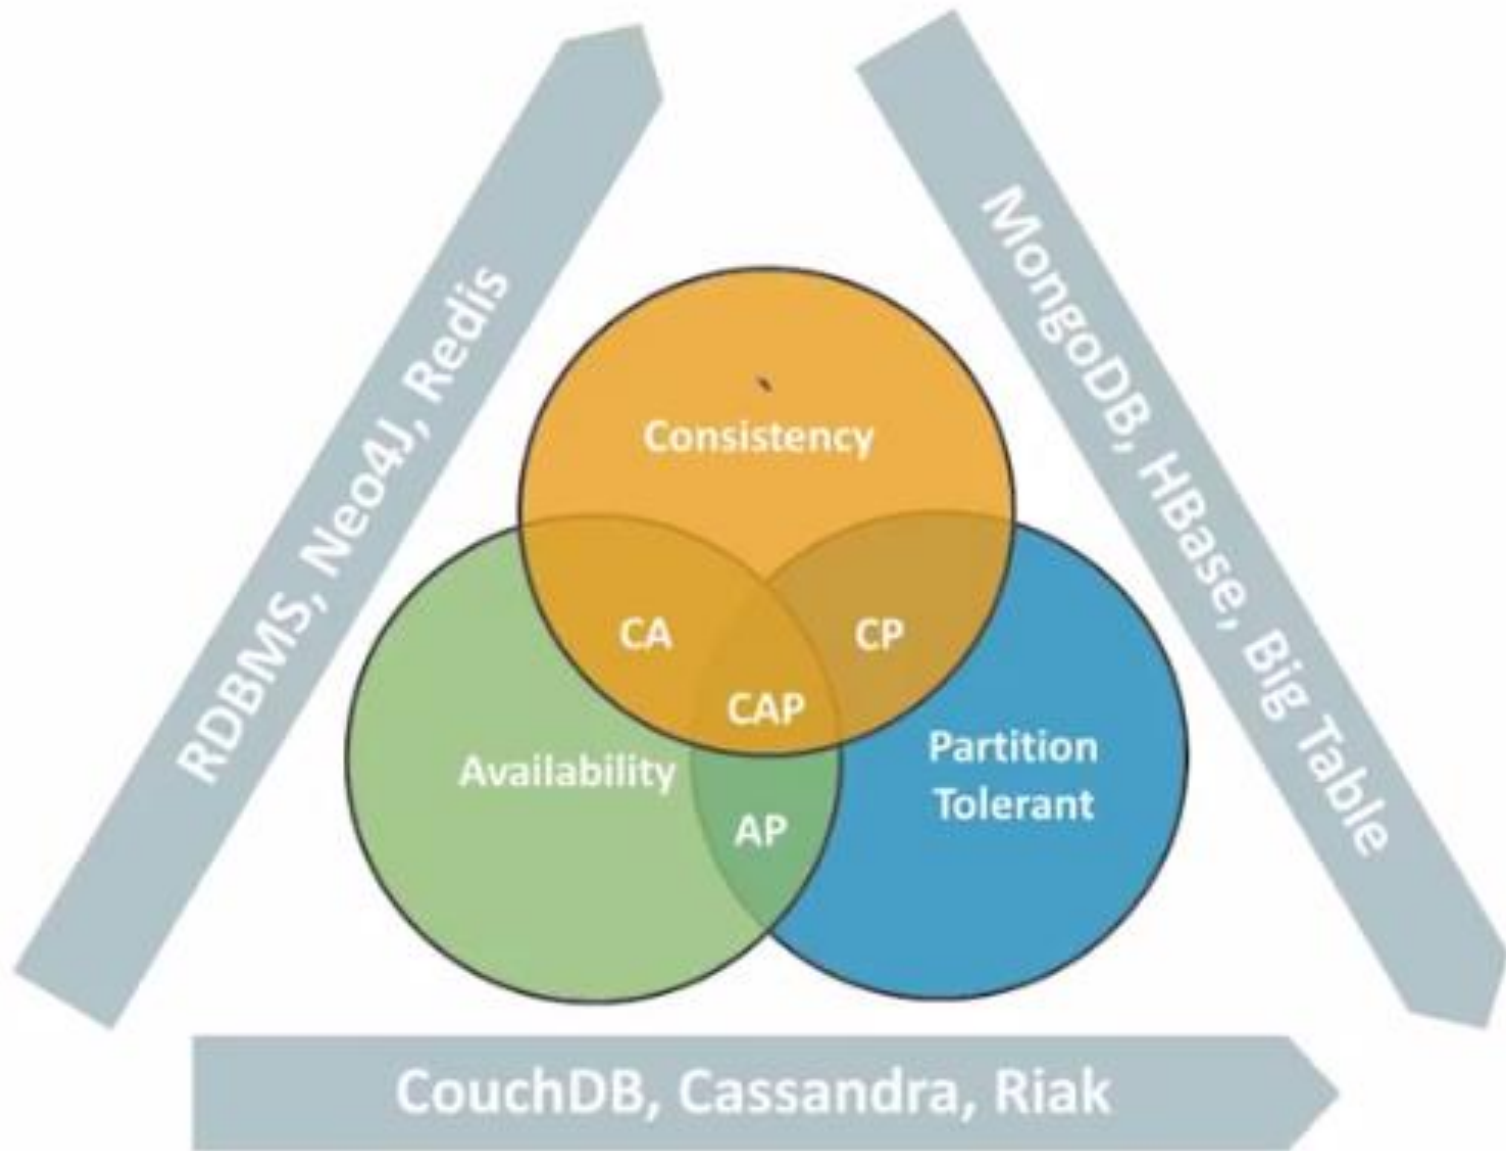 RDBMS, Neo4J, Redis
MongoDB, HBase, Big Table
Consistency
CA
CP
CAP
Availability
Partition
Tolerant
AP
CouchDB, Cassandra, Riak